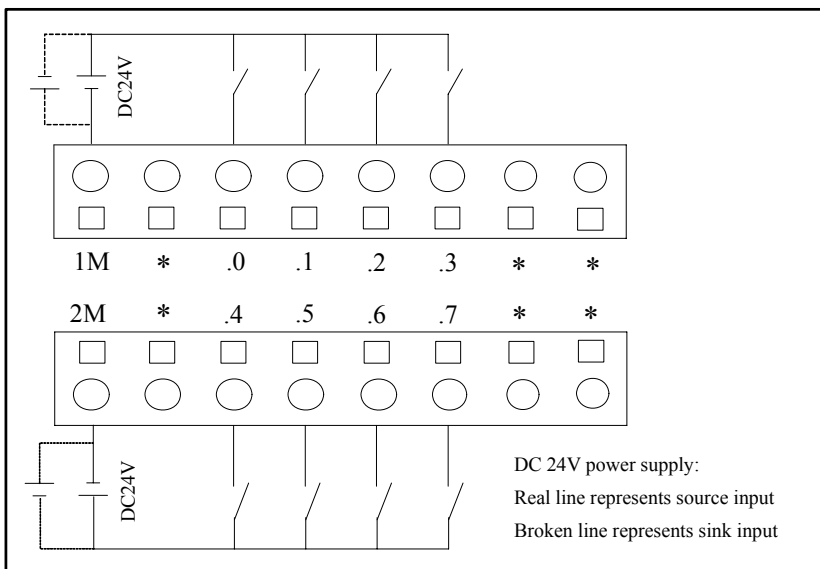 DC24V
1M * .0 .1 .2 .3 * *
2M * .4 .5 .6 .7 * *
DC24V
DC 24V power supply:
Real line represents source input
Broken line represents sink input